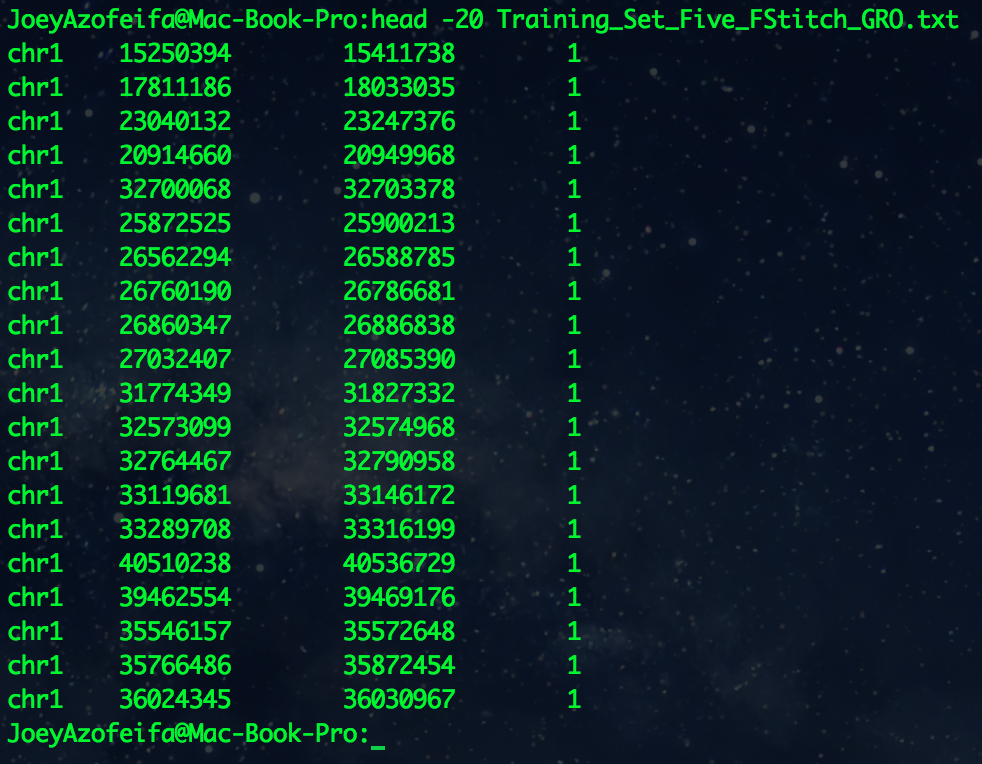 JoeyAzofeifa@Mac-Book-Pro:head -20 Training_Set_Five_FStitch_GRO.txt
chr1 15250394 15411738 1
chr1 17811186 18033035 1
chr1 23040132 23247376 1
chr1 20914660 20949968 1
chr1 32700068 32703378 1
chr1 25872525 25900213 1
chr1 26562294 26588785 1
chr1 26760190 26786681 1
chr1 26860347 26886838 1
chr1 27032407 27085390 1
chr1 31774349 31827332 1
chr1 32573099 32574968 1
chr1 32764467 32790958 1
chr1 33119681 33146172 1
chr1 33289708 33316199 1
chr1 40510238 40536729 1
chr1 39462554 39469176 1
chr1 35546157 35572648 1
chr1 35766486 35872454 1
chr1 36024345 36030967 1
JoeyAzofeifa@Mac-Book-Pro: